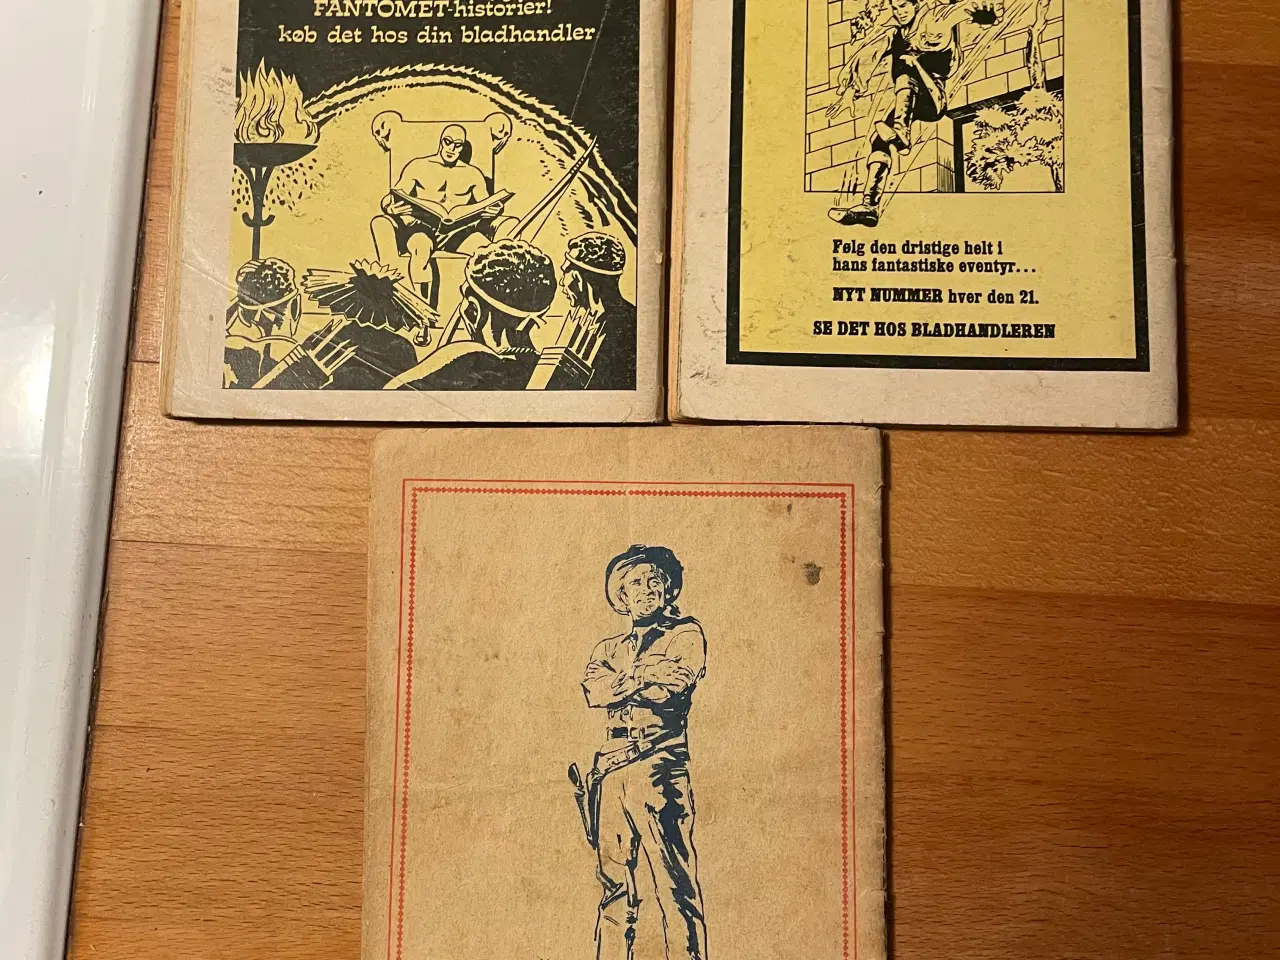 FANTOMET-historier!
køb det hos din bladhandler
Følg den dristige helt i
hans fantastiske eventyr...
NYT NUMMER hver den 21.
SE DET HOS BLADHANDLEREN